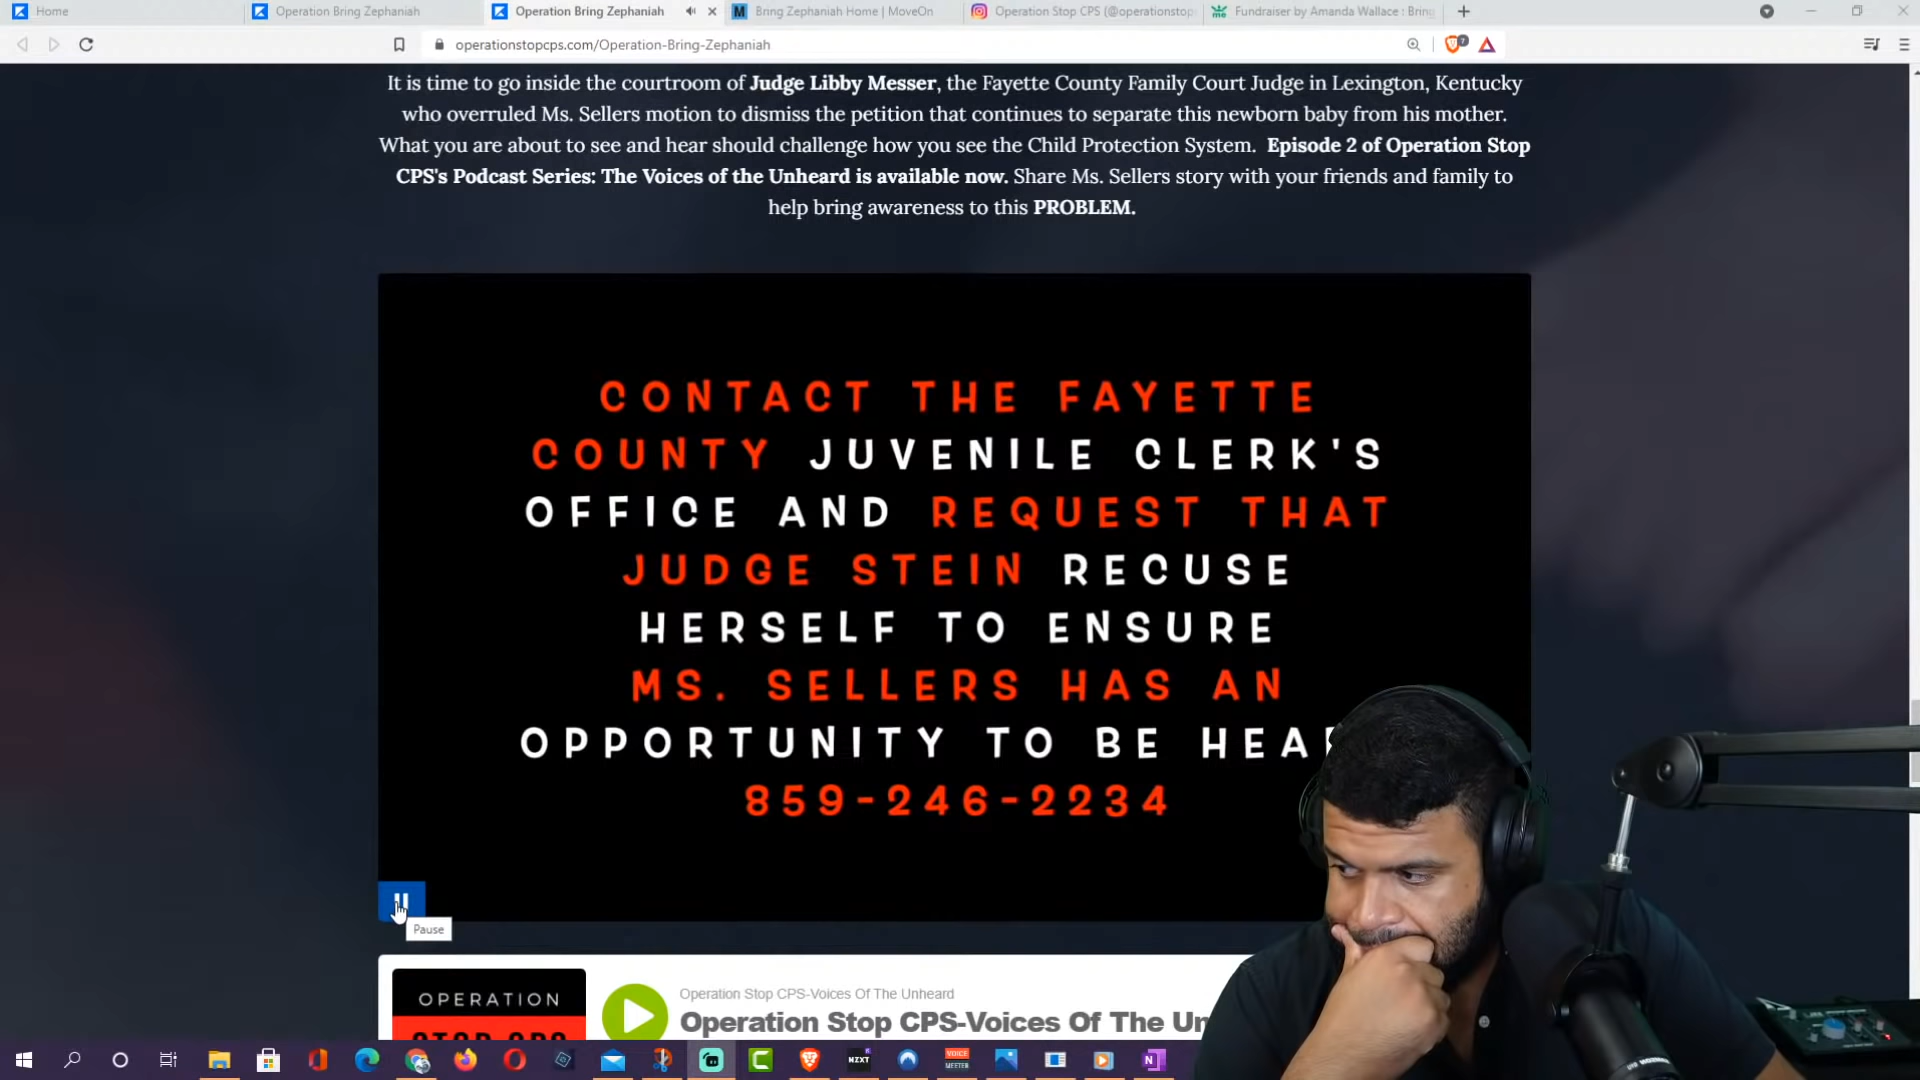 Home
Operation Bring Zephaniah
Operation Bring Zephaniah
Bring Zephaniah Home | MoveOn
Operation Stop CPS (@operationstop
Fundraiser by Amanda Wallace : Bring
operationstopcps.com/Operation-Bring-Zephaniah
It is time to go inside the courtroom of Judge Libby Messer, the Fayette County Family Court Judge in Lexington, Kentucky
who overruled Ms. Sellers motion to dismiss the petition that continues to separate this newborn baby from his mother.
What you are about to see and hear should challenge how you see the Child Protection System. Episode 2 of Operation Stop
CPS's Podcast Series: The Voices of the Unheard is available now. Share Ms. Sellers story with your friends and family to
help bring awareness to this PROBLEM.
CONTACT THE FAYETTE
COUNTY JUVENILE CLERK'S
OFFICE AND REQUEST THAT
JUDGE STEIN RECUSE
HERSELF TO ENSURE
MS. SELLERS HAS AN
OPPORTUNITY TO BE HEA
859-246-2234
Pause
OPERATION
STOP CPS
Operation Stop CPS-Voices Of The Unheard
Operation Stop CPS-Voices Of The Un
NZXT
VOICE
MEETER